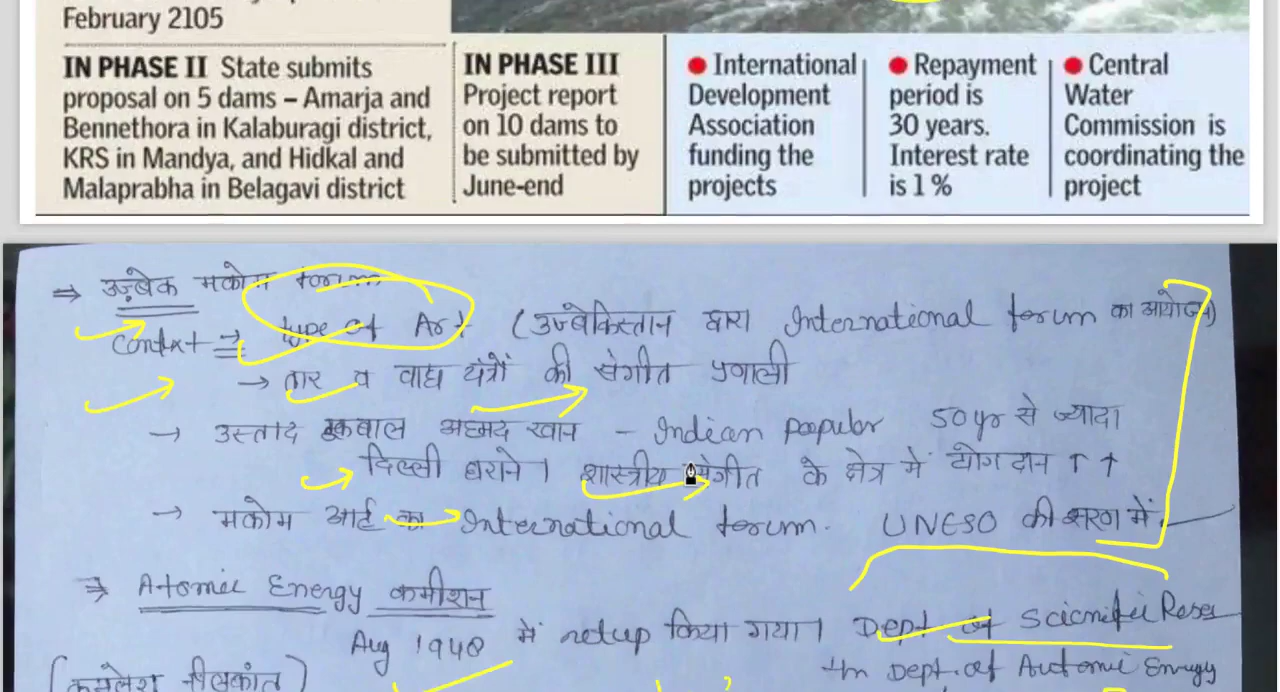 February 2105
IN PHASE II State submits
proposal on 5 dams – Amarja and
Bennethora in Kalaburagi district,
KRS in Mandya, and Hidkal and
Malaprabha in Belagavi district
IN PHASE III
Project report
on 10 dams to
be submitted by
June-end
International
Development
Association
funding the
projects
Repayment
period is
30 years.
Interest rate
is 1 %
Central
Water
Commission is
coordinating the
project
⇒ उज़्बेक मकोम forum
Context ⇒ type of Art (उज्बेकिस्तान द्वारा International forum का आयोजन)
→ तार व वाद्य यंत्रों की संगीत प्रणाली
→ उस्ताद इकबाल अहमद खान – Indian popular 50yr से ज्यादा
दिल्ली घराने। शास्त्रीय संगीत के क्षेत्र में योगदान ↑ ↑
→ मकोम आर्ट का International forum. UNESO की शरण में
⇒ Atomic Energy कमीशन
Aug 1948 में setup किया गया। Dept of Scientific Rese
In Dept. of Automic Energy
(कमलेश नीलकांत)